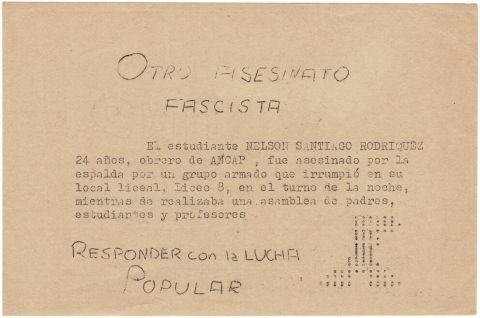 OTRO ASESINATO
FASCISTA
El estudiante NELSON SANTIAGO RODRIQUEZ
24 años, obrero de ANCAP , fue asesinado por la
espalda por un grupo armado que irrumpió en su
local liceal, Liceo 8, en el turno de la noche,
mientras de realizaba una asamblea de padres,
estudiantes y profesores
RESPONDER con la LUCHA
POPULAR